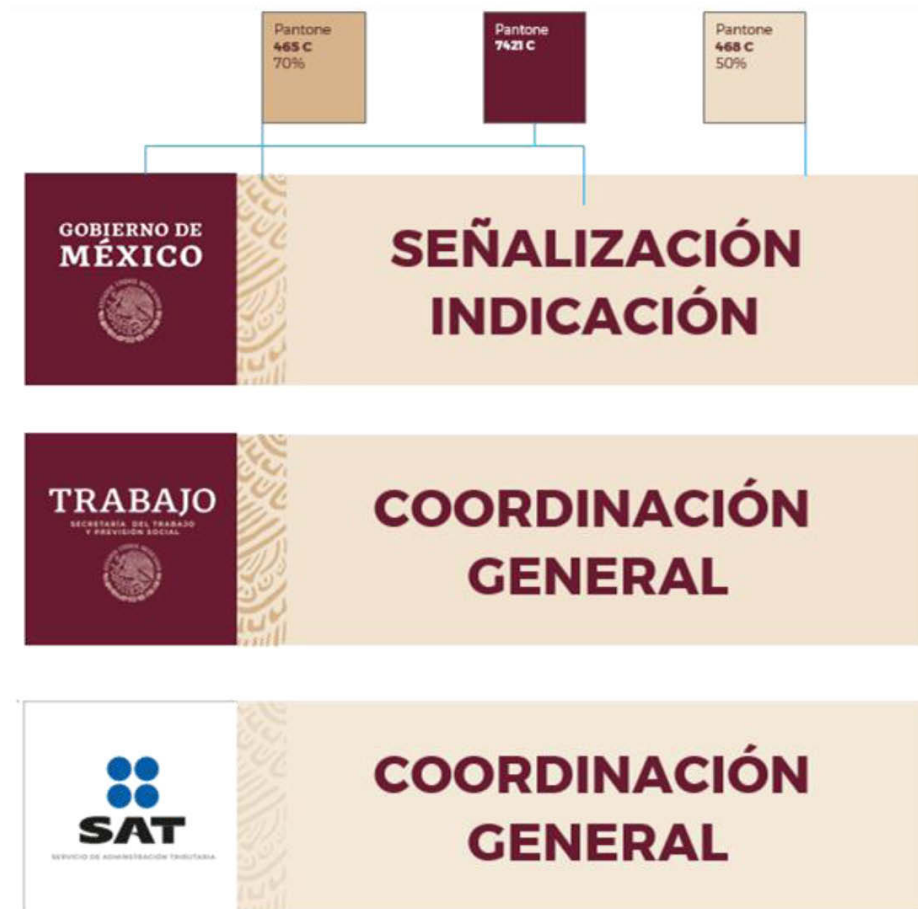 Pantone
465 C
70%
Pantone
7421 C
Pantone
468 C
50%
GOBIERNO DE
MÉXICO
SEÑALIZACIÓN
INDICACIÓN
TRABAJO
SECRETARÍA DEL TRABAJO
Y PREVISIÓN SOCIAL
COORDINACIÓN
GENERAL
SAT
SERVICIO DE ADMINISTRACIÓN TRIBUTARIA
COORDINACIÓN
GENERAL